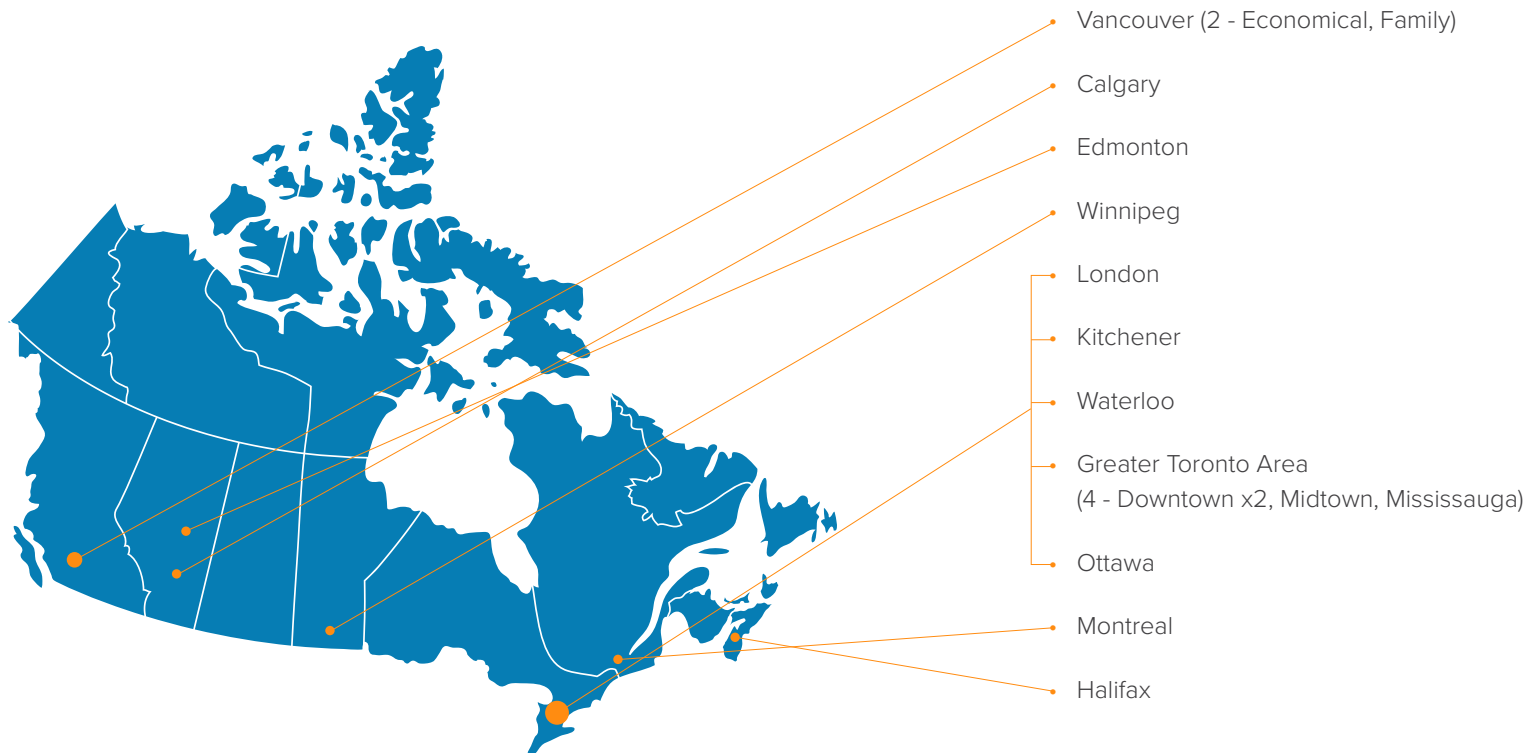 Vancouver (2 - Economical, Family)
Calgary
Edmonton
Winnipeg
London
Kitchener
Waterloo
Greater Toronto Area
(4 - Downtown x2, Midtown, Mississauga)
Ottawa
Montreal
Halifax